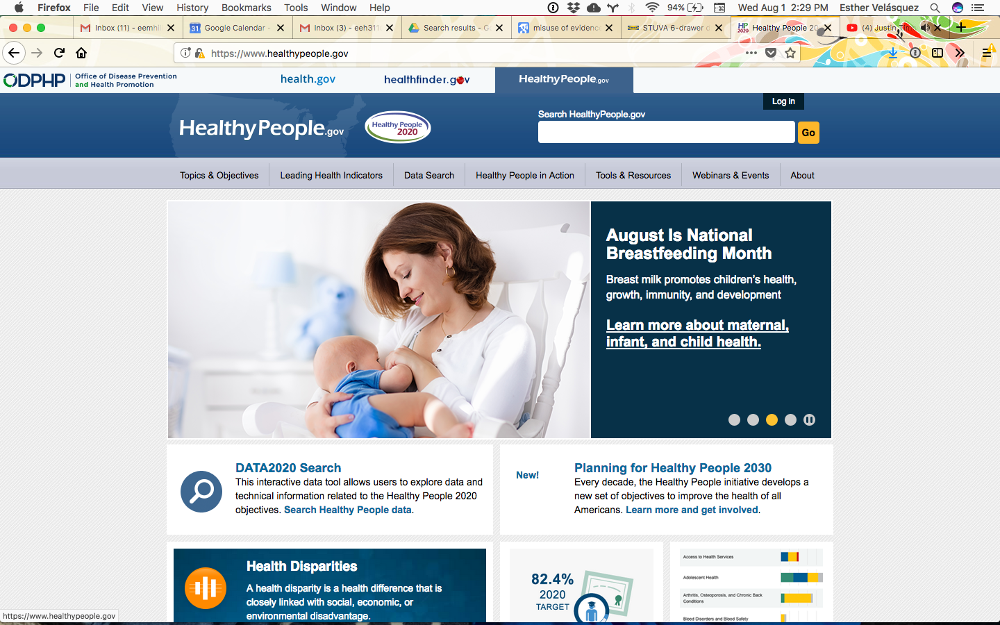 Firefox File Edit View History Bookmarks Tools Window Help 94% Wed Aug 1 2:29 PM Esther Velásquez
Inbox (11) - eemhil Google Calendar - Inbox (3) - eeh311 Search results - G misuse of evidenc STUVA 6-drawer Healthy People 20 (4) Justin Tim
https://www.healthypeople.gov
ODPHP Office of Disease Prevention
and Health Promotion
health.gov healthfinder.gov HealthyPeople.gov
Log in
Search HealthyPeople.gov
HealthyPeople.gov Healthy People
2020
Go
Topics & Objectives Leading Health Indicators Data Search Healthy People in Action Tools & Resources Webinars & Events About
August Is National
Breastfeeding Month
Breast milk promotes children's health,
growth, immunity, and development
Learn more about maternal,
infant, and child health.
DATA2020 Search
This interactive data tool allows users to explore data and
technical information related to the Healthy People 2020
objectives. Search Healthy People data.
New!
Planning for Healthy People 2030
Every decade, the Healthy People initiative develops a
new set of objectives to improve the health of all
Americans. Learn more and get involved.
Health Disparities
A health disparity is a health difference that is
closely linked with social, economic, or
environmental disadvantage.
82.4%
2020
TARGET
Access to Health Services
Adolescent Health
Arthritis, Osteoporosis, and Chronic Back
Conditions
Blood Disorders and Blood Safety
https://www.healthypeople.gov